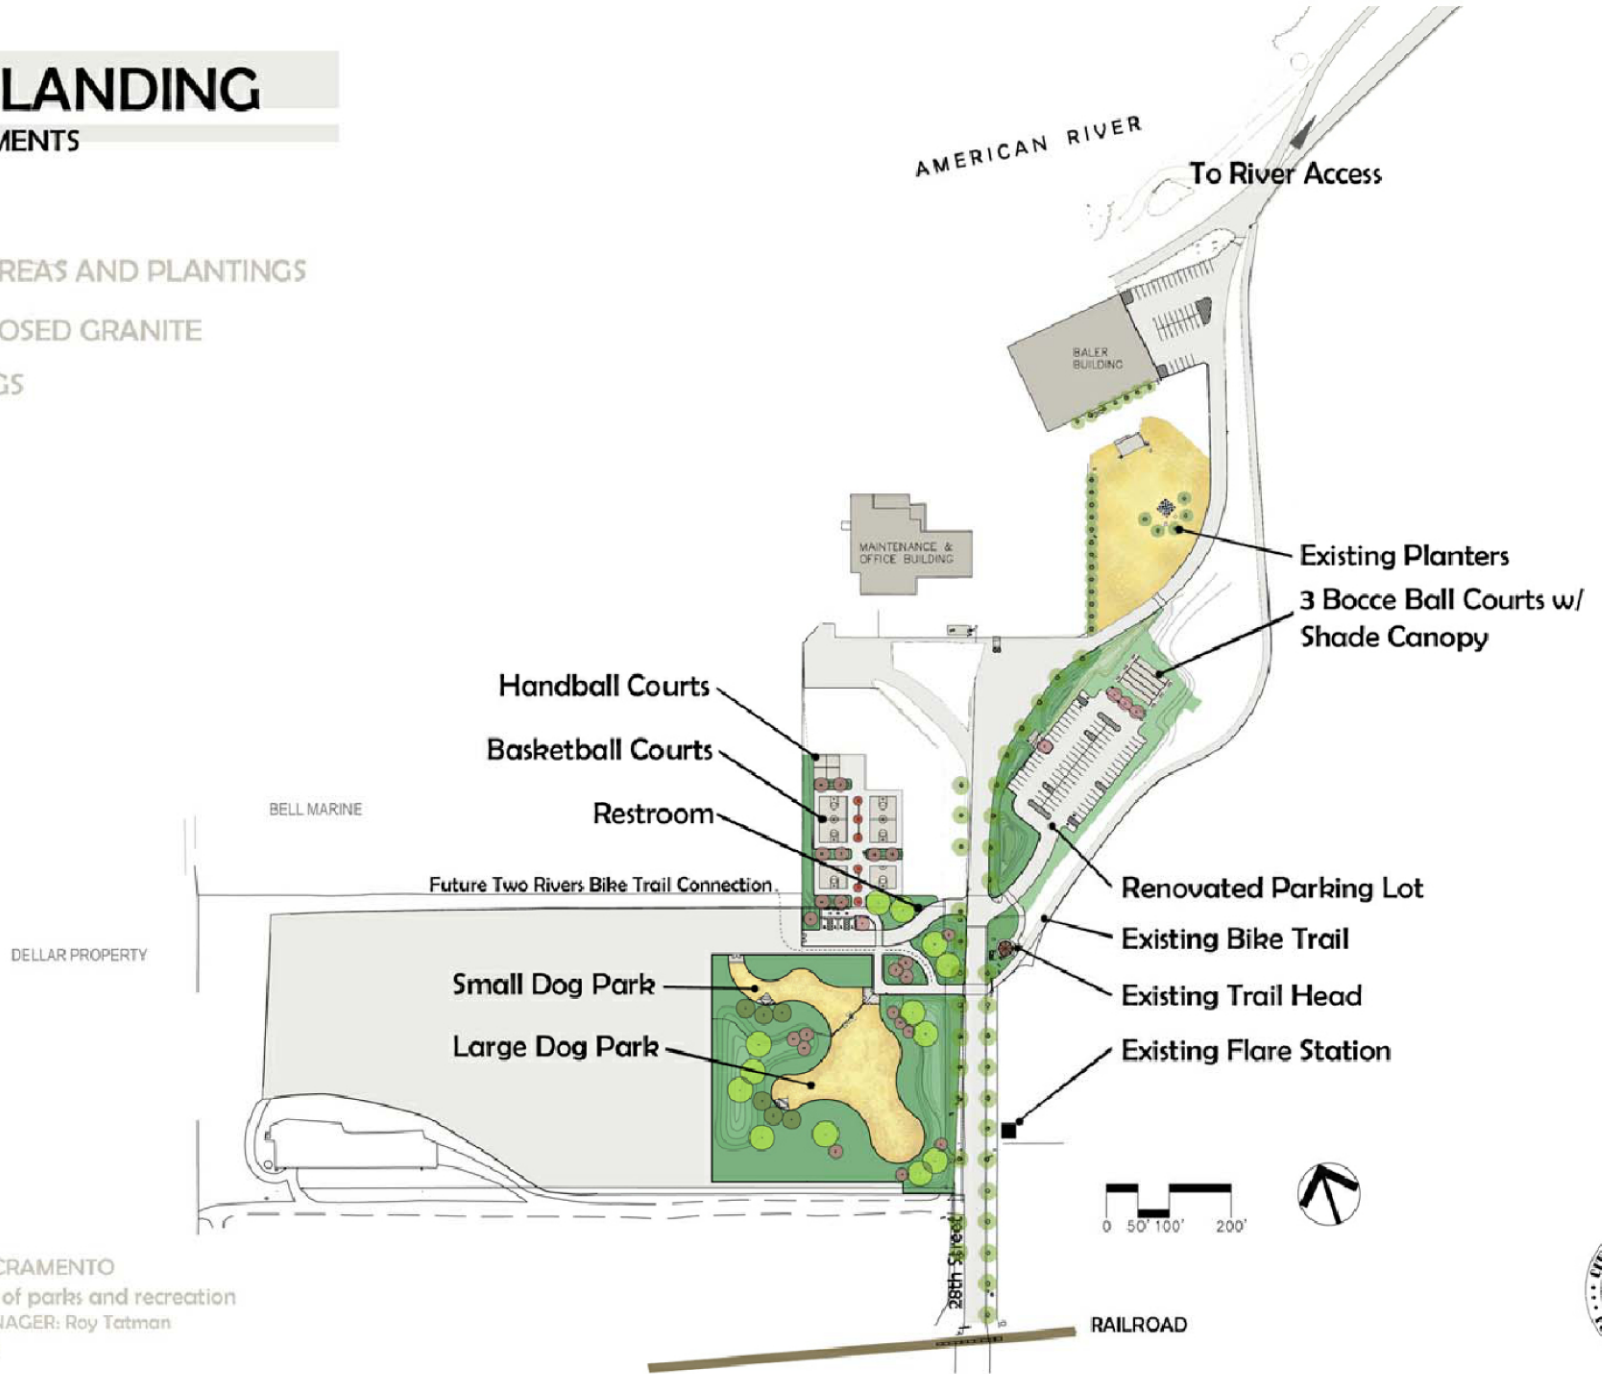 LANDING
MENTS
REAS AND PLANTINGS
OSED GRANITE
GS
AMERICAN RIVER
To River Access
BALER
BUILDING
MAINTENANCE &
OFFICE BUILDING
Existing Planters
3 Bocce Ball Courts w/
Shade Canopy
Handball Courts
Basketball Courts
Restroom
BELL MARINE
Future Two Rivers Bike Trail Connection
DELLAR PROPERTY
Renovated Parking Lot
Existing Bike Trail
Existing Trail Head
Existing Flare Station
Small Dog Park
Large Dog Park
0 50' 100' 200'
28th Street
RAILROAD
CRAMENTO
of parks and recreation
NAGER: Roy Tatman